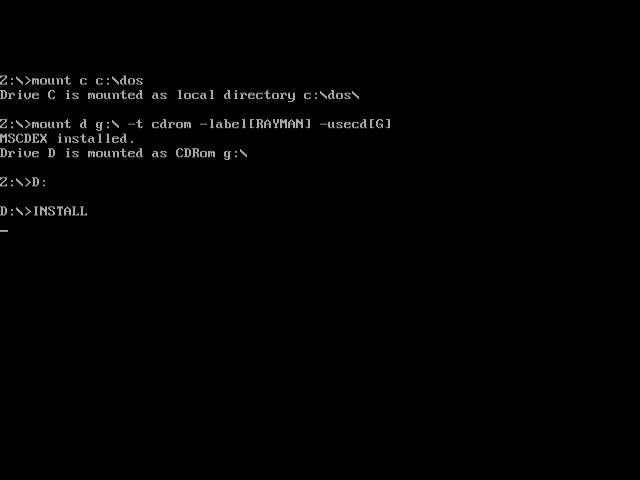 Z:\>mount c c:\dos
Drive C is mounted as local directory c:\dos\
Z:\>mount d g:\ -t cdrom -label[RAYMAN] -usecd[G]
MSCDEX installed.
Drive D is mounted as CDRom g:\
Z:\>D:
D:\>INSTALL